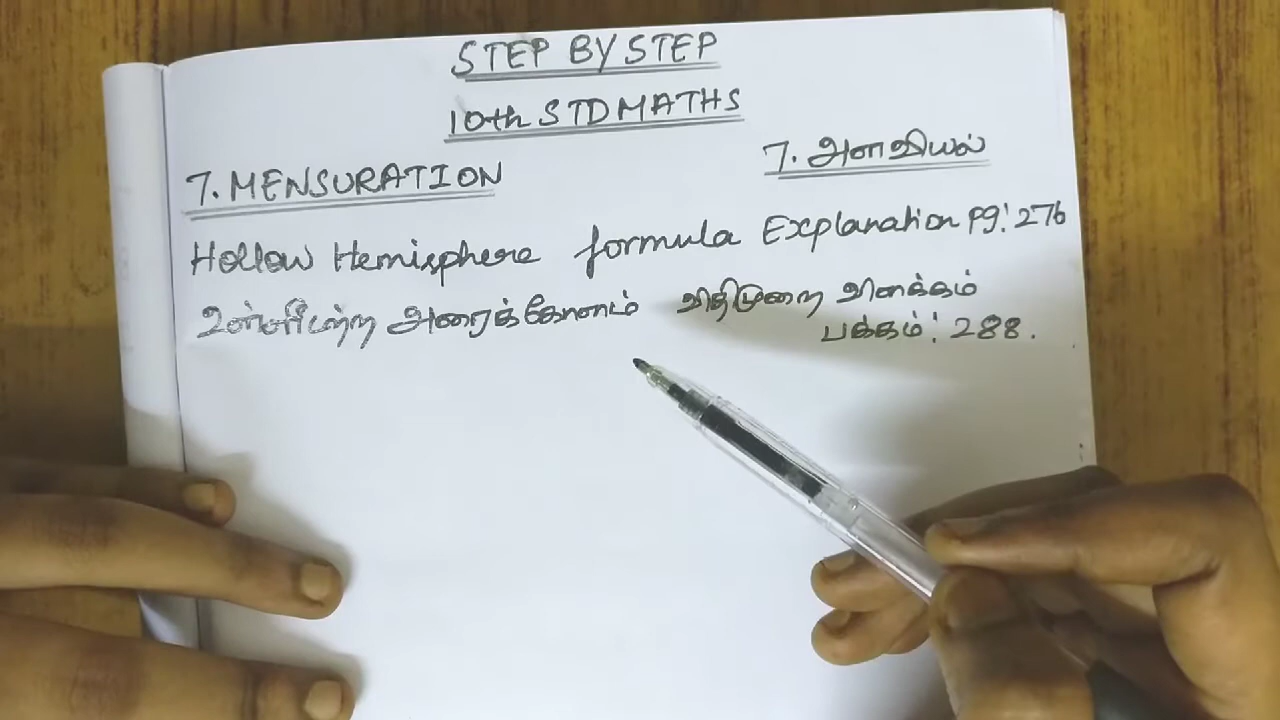 STEP BY STEP
10th STD MATHS
7. MENSURATION
7. அளவியல்
Hollow Hemisphere formula Explanation Pg: 276
உள்ளீடற்ற அரைக்கோளம் விதிமுறை விளக்கம்
பக்கம்: 288.